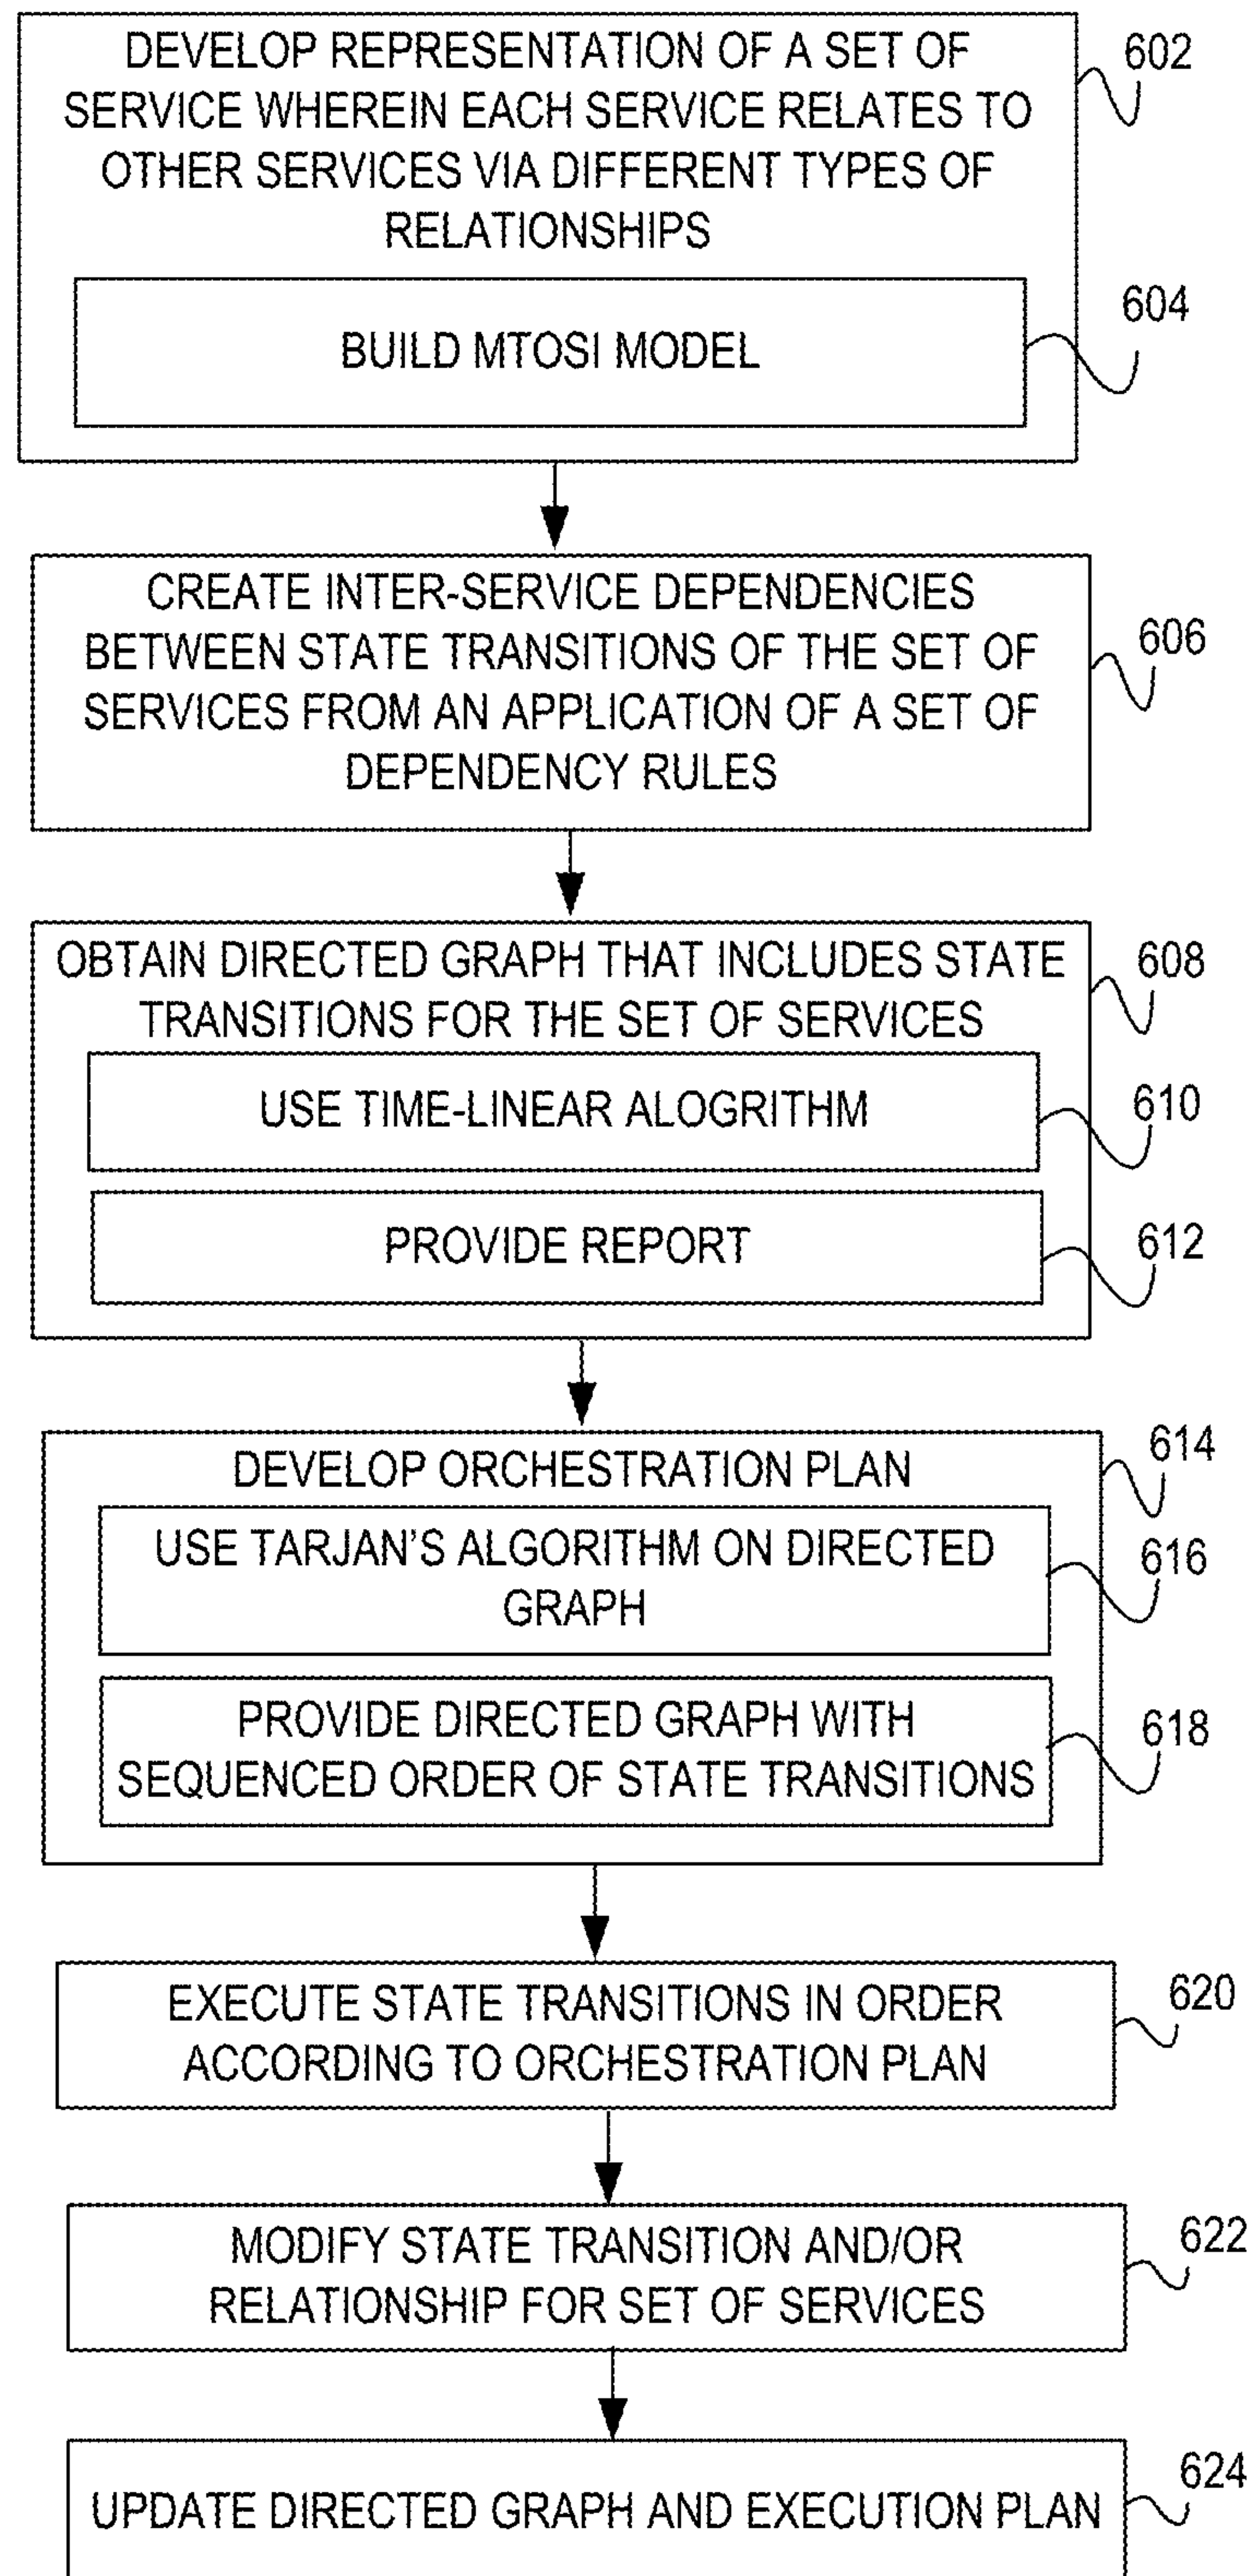 DEVELOP REPRESENTATION OF A SET OF
SERVICE WHEREIN EACH SERVICE RELATES TO
OTHER SERVICES VIA DIFFERENT TYPES OF
RELATIONSHIPS
602
BUILD MTOSI MODEL
604
CREATE INTER-SERVICE DEPENDENCIES
BETWEEN STATE TRANSITIONS OF THE SET OF
SERVICES FROM AN APPLICATION OF A SET OF
DEPENDENCY RULES
606
OBTAIN DIRECTED GRAPH THAT INCLUDES STATE
TRANSITIONS FOR THE SET OF SERVICES
608
USE TIME-LINEAR ALOGRITHM
610
PROVIDE REPORT
612
DEVELOP ORCHESTRATION PLAN
614
USE TARJAN'S ALGORITHM ON DIRECTED
GRAPH
616
PROVIDE DIRECTED GRAPH WITH
SEQUENCED ORDER OF STATE TRANSITIONS
618
EXECUTE STATE TRANSITIONS IN ORDER
ACCORDING TO ORCHESTRATION PLAN
620
MODIFY STATE TRANSITION AND/OR
RELATIONSHIP FOR SET OF SERVICES
622
UPDATE DIRECTED GRAPH AND EXECUTION PLAN
624